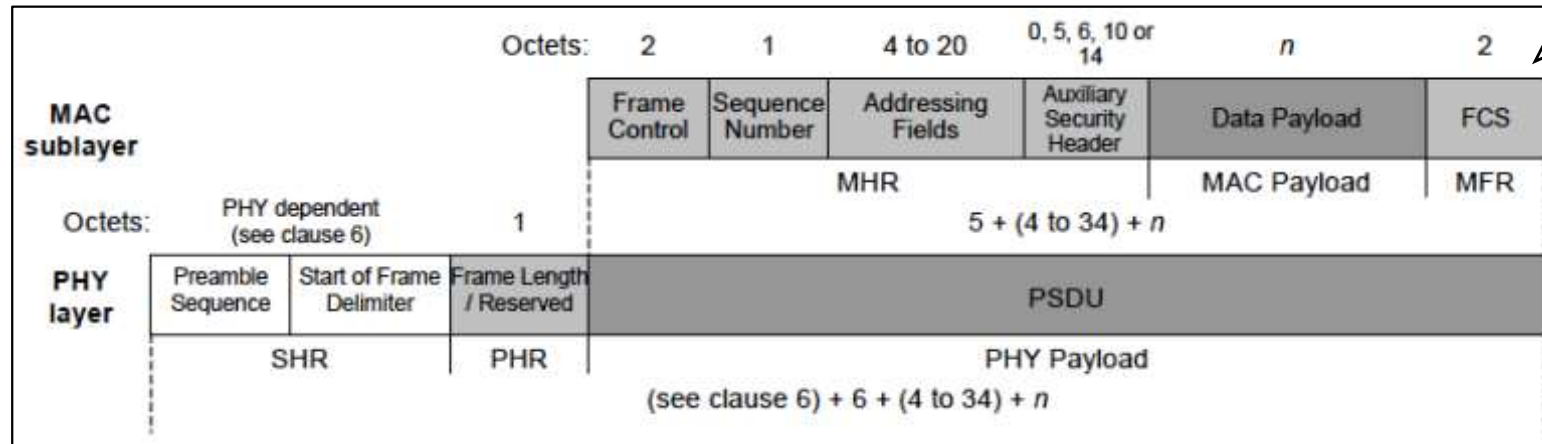 Octets: 2 1 4 to 20 0, 5, 6, 10 or 14 n 2
MAC sublayer
Frame Control
Sequence Number
Addressing Fields
Auxiliary Security Header
Data Payload
FCS
MHR MAC Payload MFR
Octets: PHY dependent (see clause 6) 1 5 + (4 to 34) + n
PHY layer
Preamble Sequence
Start of Frame Delimiter
Frame Length / Reserved
PSDU
SHR PHR PHY Payload
(see clause 6) + 6 + (4 to 34) + n